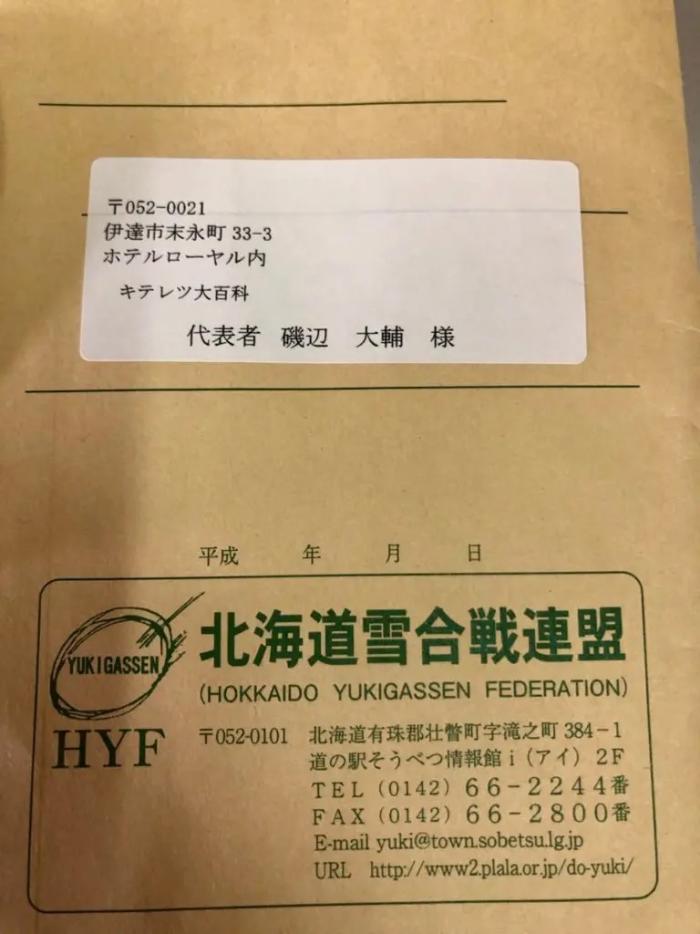 〒052-0021
伊達市末永町 33-3
ホテルローヤル内
キテレツ大百科
代表者 磯辺 大輔 様
平成 年 月 日
YUKIGASSEN
HYF
北海道雪合戦連盟
(HOKKAIDO YUKIGASSEN FEDERATION)
〒052-0101 北海道有珠郡壮瞥町字滝之町384-1
道の駅そうべつ情報館i(アイ)2F
TEL(0142)66-2244番
FAX(0142)66-2800番
E-mail yuki@town.sobetsu.lg.jp
URL http://www2.plala.or.jp/do-yuki/